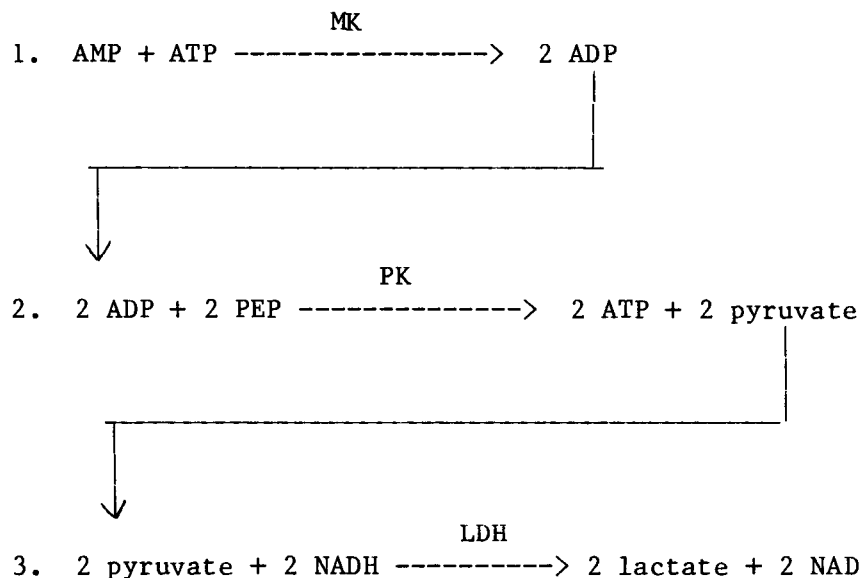 MK
1. AMP + ATP ----------------> 2 ADP
PK
2. 2 ADP + 2 PEP --------------> 2 ATP + 2 pyruvate
LDH
3. 2 pyruvate + 2 NADH ----------> 2 lactate + 2 NAD